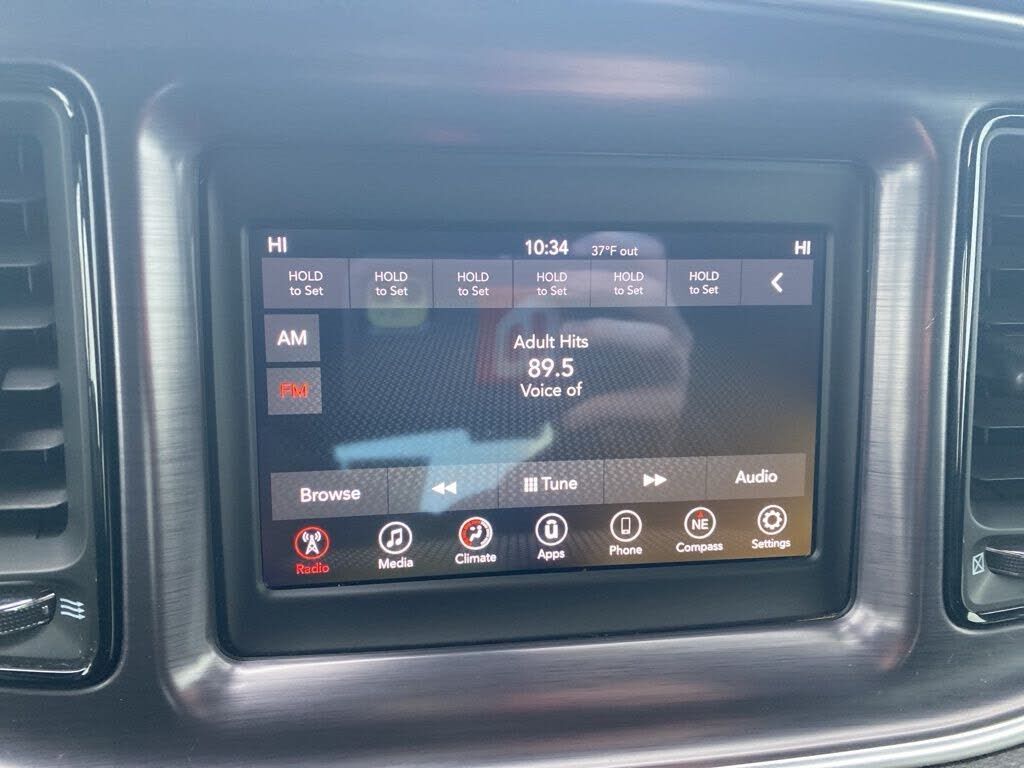 HI 10:34 37°F out HI
HOLD to Set
HOLD to Set
HOLD to Set
HOLD to Set
HOLD to Set
HOLD to Set
AM
FM
Adult Hits
89.5
Voice of
Browse Tune Audio
Radio Media Climate Apps Phone NE Compass Settings